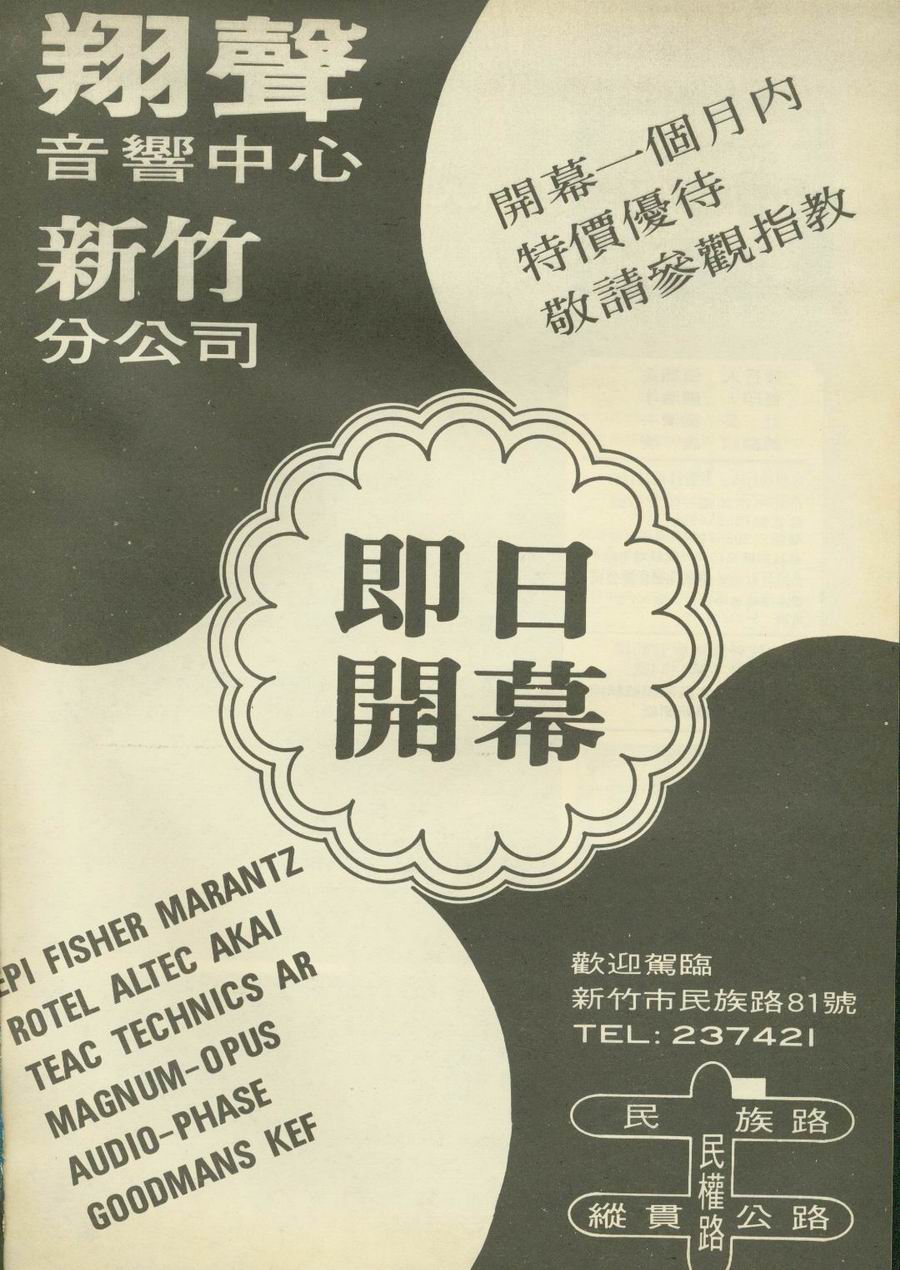 翔聲
音響中心
新竹
分公司
開幕一個月內
特價優待
敬請參觀指教
即日
開幕
EPI FISHER MARANTZ
ROTEL ALTEC AKAI
TEAC TECHNICS AR
MAGNUM-OPUS
AUDIO-PHASE
GOODMANS KEF
歡迎駕臨
新竹市民族路81號
TEL: 237421
民族路
民權路
縱貫公路